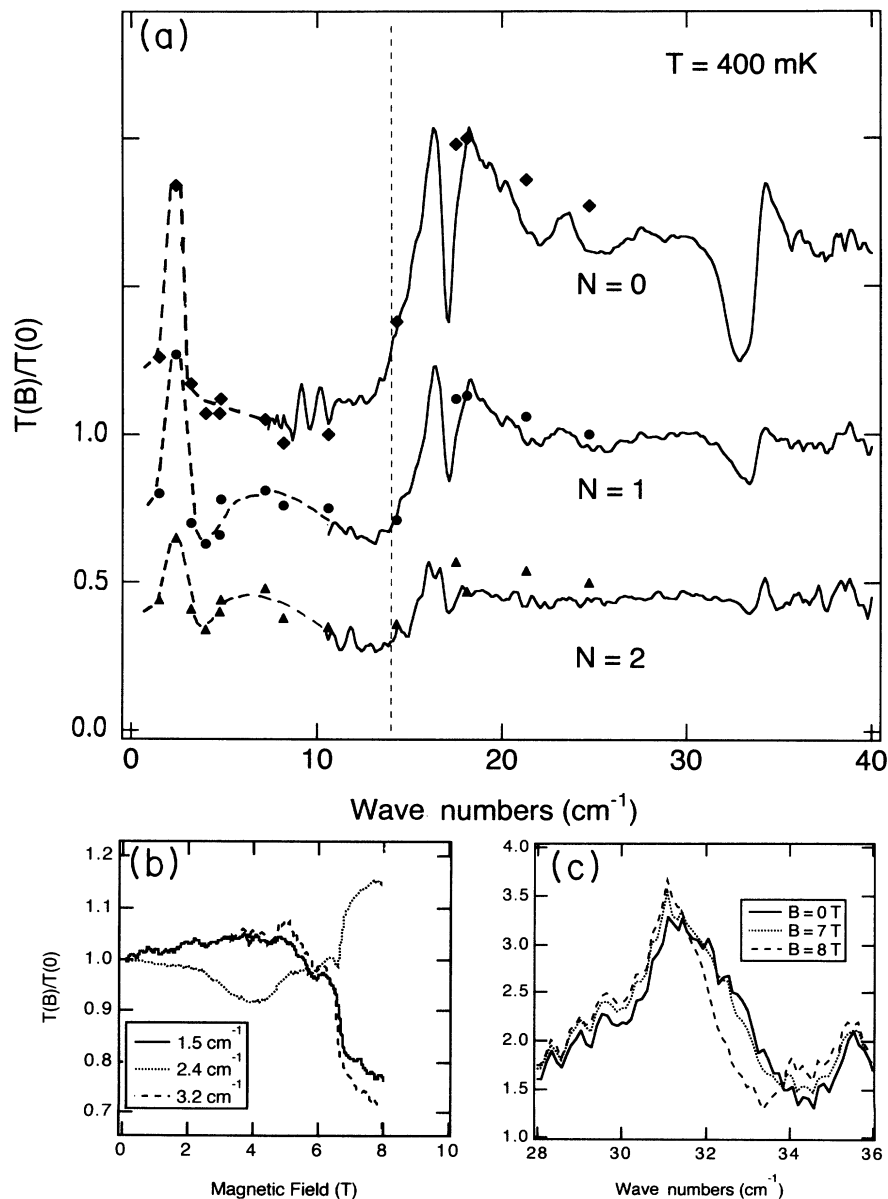 (a)
T = 400 mK
N = 0
T(B)/T(0)
1.0
N = 1
0.5
N = 2
0.0
0 10 20 30 40
Wave numbers (cm⁻¹)
(b)
1.2
1.1
1.0
0.9
0.8
0.7
T(B)/T(0)
1.5 cm⁻¹
2.4 cm⁻¹
3.2 cm⁻¹
0 2 4 6 8 10
Magnetic Field (T)
(c)
4.0
3.5
3.0
2.5
2.0
1.5
1.0
B = 0 T
B = 7 T
B = 8 T
28 30 32 34 36
Wave numbers (cm⁻¹)